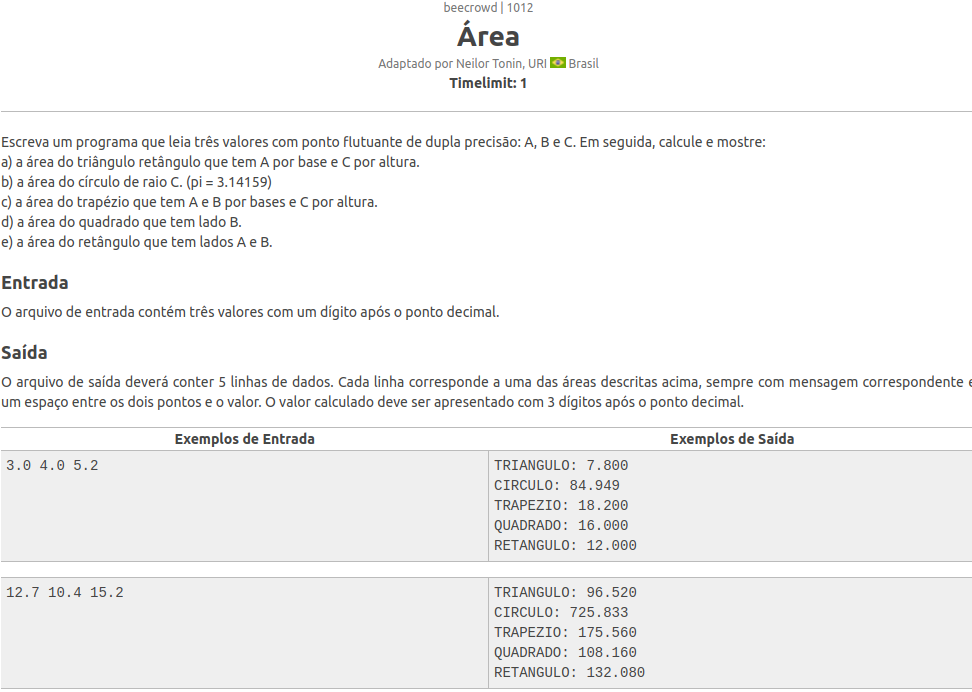 beecrowd | 1012
Área
Adaptado por Neilor Tonin, URI Brasil
Timelimit: 1
Escreva um programa que leia três valores com ponto flutuante de dupla precisão: A, B e C. Em seguida, calcule e mostre:
a) a área do triângulo retângulo que tem A por base e C por altura.
b) a área do círculo de raio C. (pi = 3.14159)
c) a área do trapézio que tem A e B por bases e C por altura.
d) a área do quadrado que tem lado B.
e) a área do retângulo que tem lados A e B.
Entrada
O arquivo de entrada contém três valores com um dígito após o ponto decimal.
Saída
O arquivo de saída deverá conter 5 linhas de dados. Cada linha corresponde a uma das áreas descritas acima, sempre com mensagem correspondente e
um espaço entre os dois pontos e o valor. O valor calculado deve ser apresentado com 3 dígitos após o ponto decimal.
Exemplos de Entrada Exemplos de Saída
3.0 4.0 5.2 TRIANGULO: 7.800
CIRCULO: 84.949
TRAPEZIO: 18.200
QUADRADO: 16.000
RETANGULO: 12.000
12.7 10.4 15.2 TRIANGULO: 96.520
CIRCULO: 725.833
TRAPEZIO: 175.560
QUADRADO: 108.160
RETANGULO: 132.080